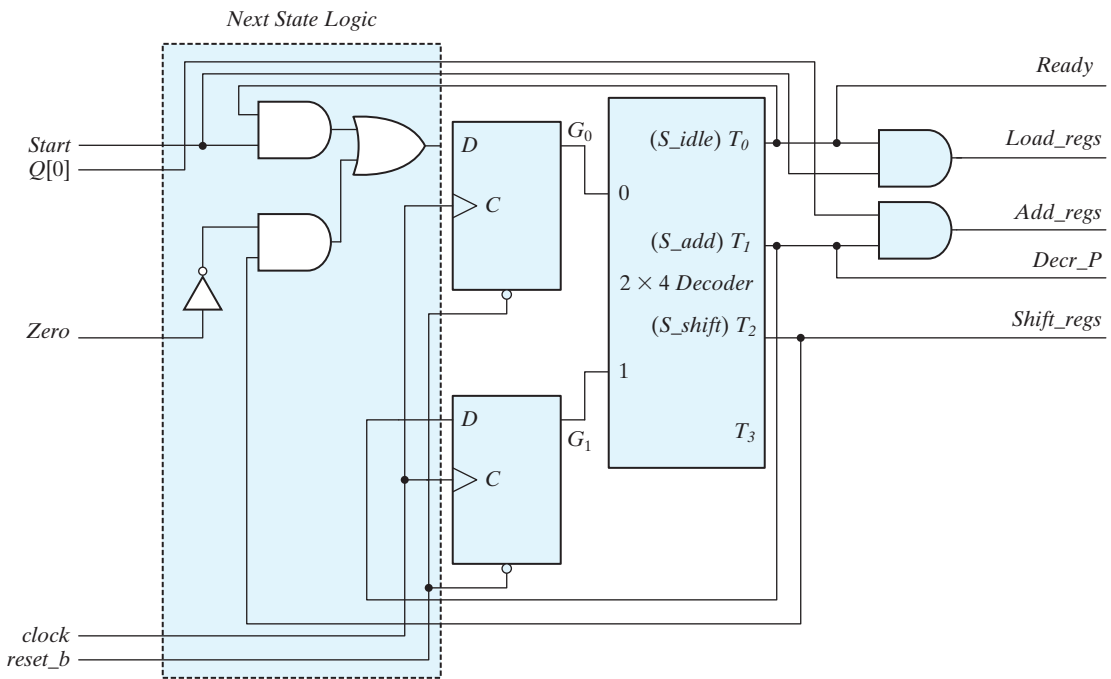 Next State Logic
Ready
Start
Q[0]
D
G₀
(S_idle) T₀
Load_regs
C
0
(S_add) T₁
Add_regs
Decr_P
2 × 4 Decoder
Zero
(S_shift) T₂
Shift_regs
1
D
G₁
T₃
C
clock
reset_b